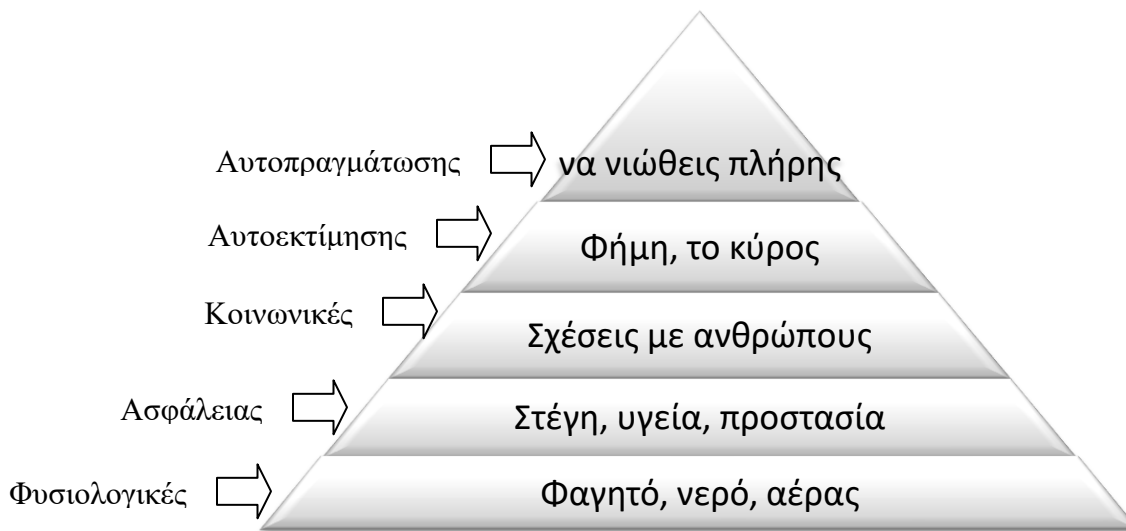 Αυτοπραγμάτωσης
να νιώθεις πλήρης
Αυτοεκτίμησης
Φήμη, το κύρος
Κοινωνικές
Σχέσεις με ανθρώπους
Ασφάλειας
Στέγη, υγεία, προστασία
Φυσιολογικές
Φαγητό, νερό, αέρας